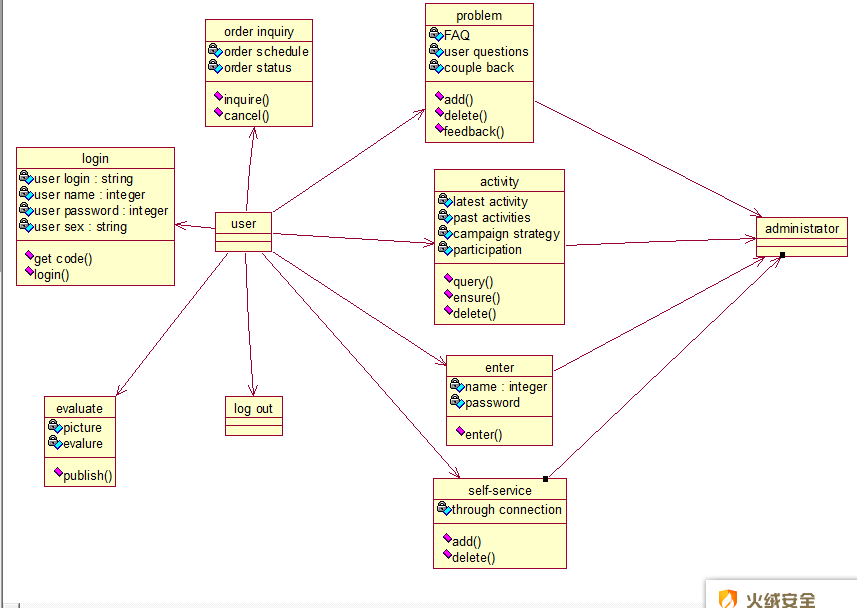 order inquiry
order schedule
order status
inquire()
cancel()
problem
FAQ
user questions
couple back
add()
delete()
feedback()
login
user login : string
user name : integer
user password : integer
user sex : string
get code()
login()
user
activity
latest activity
past activities
campaign strategy
participation
query()
ensure()
delete()
administrator
evaluate
picture
evalure
publish()
log out
enter
name : integer
password
enter()
self-service
through connection
add()
delete()
火绒安全